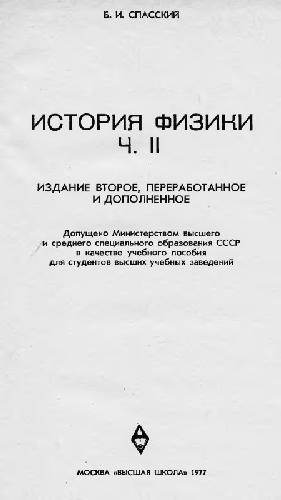 Б. И. СПАССКИЙ
ИСТОРИЯ ФИЗИКИ
Ч. II
ИЗДАНИЕ ВТОРОЕ, ПЕРЕРАБОТАННОЕ
И ДОПОЛНЕННОЕ
Допущено Министерством высшего
и среднего специального образования СССР
в качестве учебного пособия
для студентов высших учебных заведений
МОСКВА «ВЫСШАЯ ШКОЛА» 1977